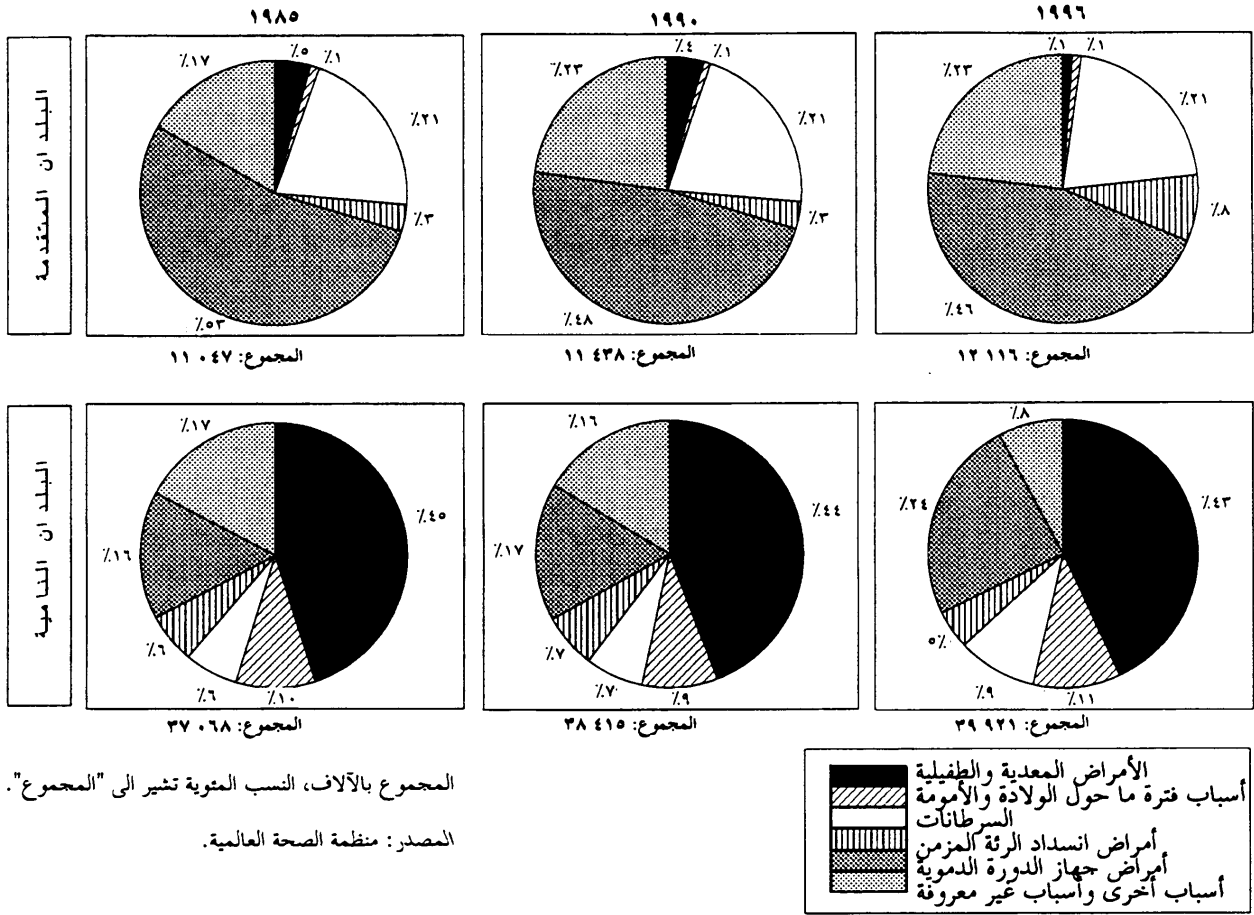 ١٩٨٥
١٩٩٠
١٩٩٦
البلدان المتقدمة
٪١٧
٪٥
٪١
٪٢١
٪٣
٪٥٣
المجموع: ٠٤٧ ١١
٪٢٣
٪٤
٪١
٪٢١
٪٣
٪٤٨
المجموع: ٤٣٨ ١١
٪٢٣
٪١
٪١
٪٢١
٪٨
٪٤٦
المجموع: ١١٦ ١٢
البلدان النامية
٪١٧
٪٤٥
٪١٦
٪٦
٪٦
٪١٠
المجموع: ٠٦٨ ٣٧
٪١٦
٪٤٤
٪١٧
٪٧
٪٧
٪٩
المجموع: ٤١٥ ٣٨
٪٨
٪٤٣
٪٢٤
٪٥
٪٩
٪١١
المجموع: ٩٢١ ٣٩
الأمراض المعدية والطفيلية
أسباب فترة ما حول الولادة والأمومة
السرطانات
أمراض انسداد الرئة المزمن
أمراض جهاز الدورة الدموية
أسباب أخرى وأسباب غير معروفة
المجموع بالآلاف، النسب المئوية تشير الى "المجموع".
المصدر: منظمة الصحة العالمية.